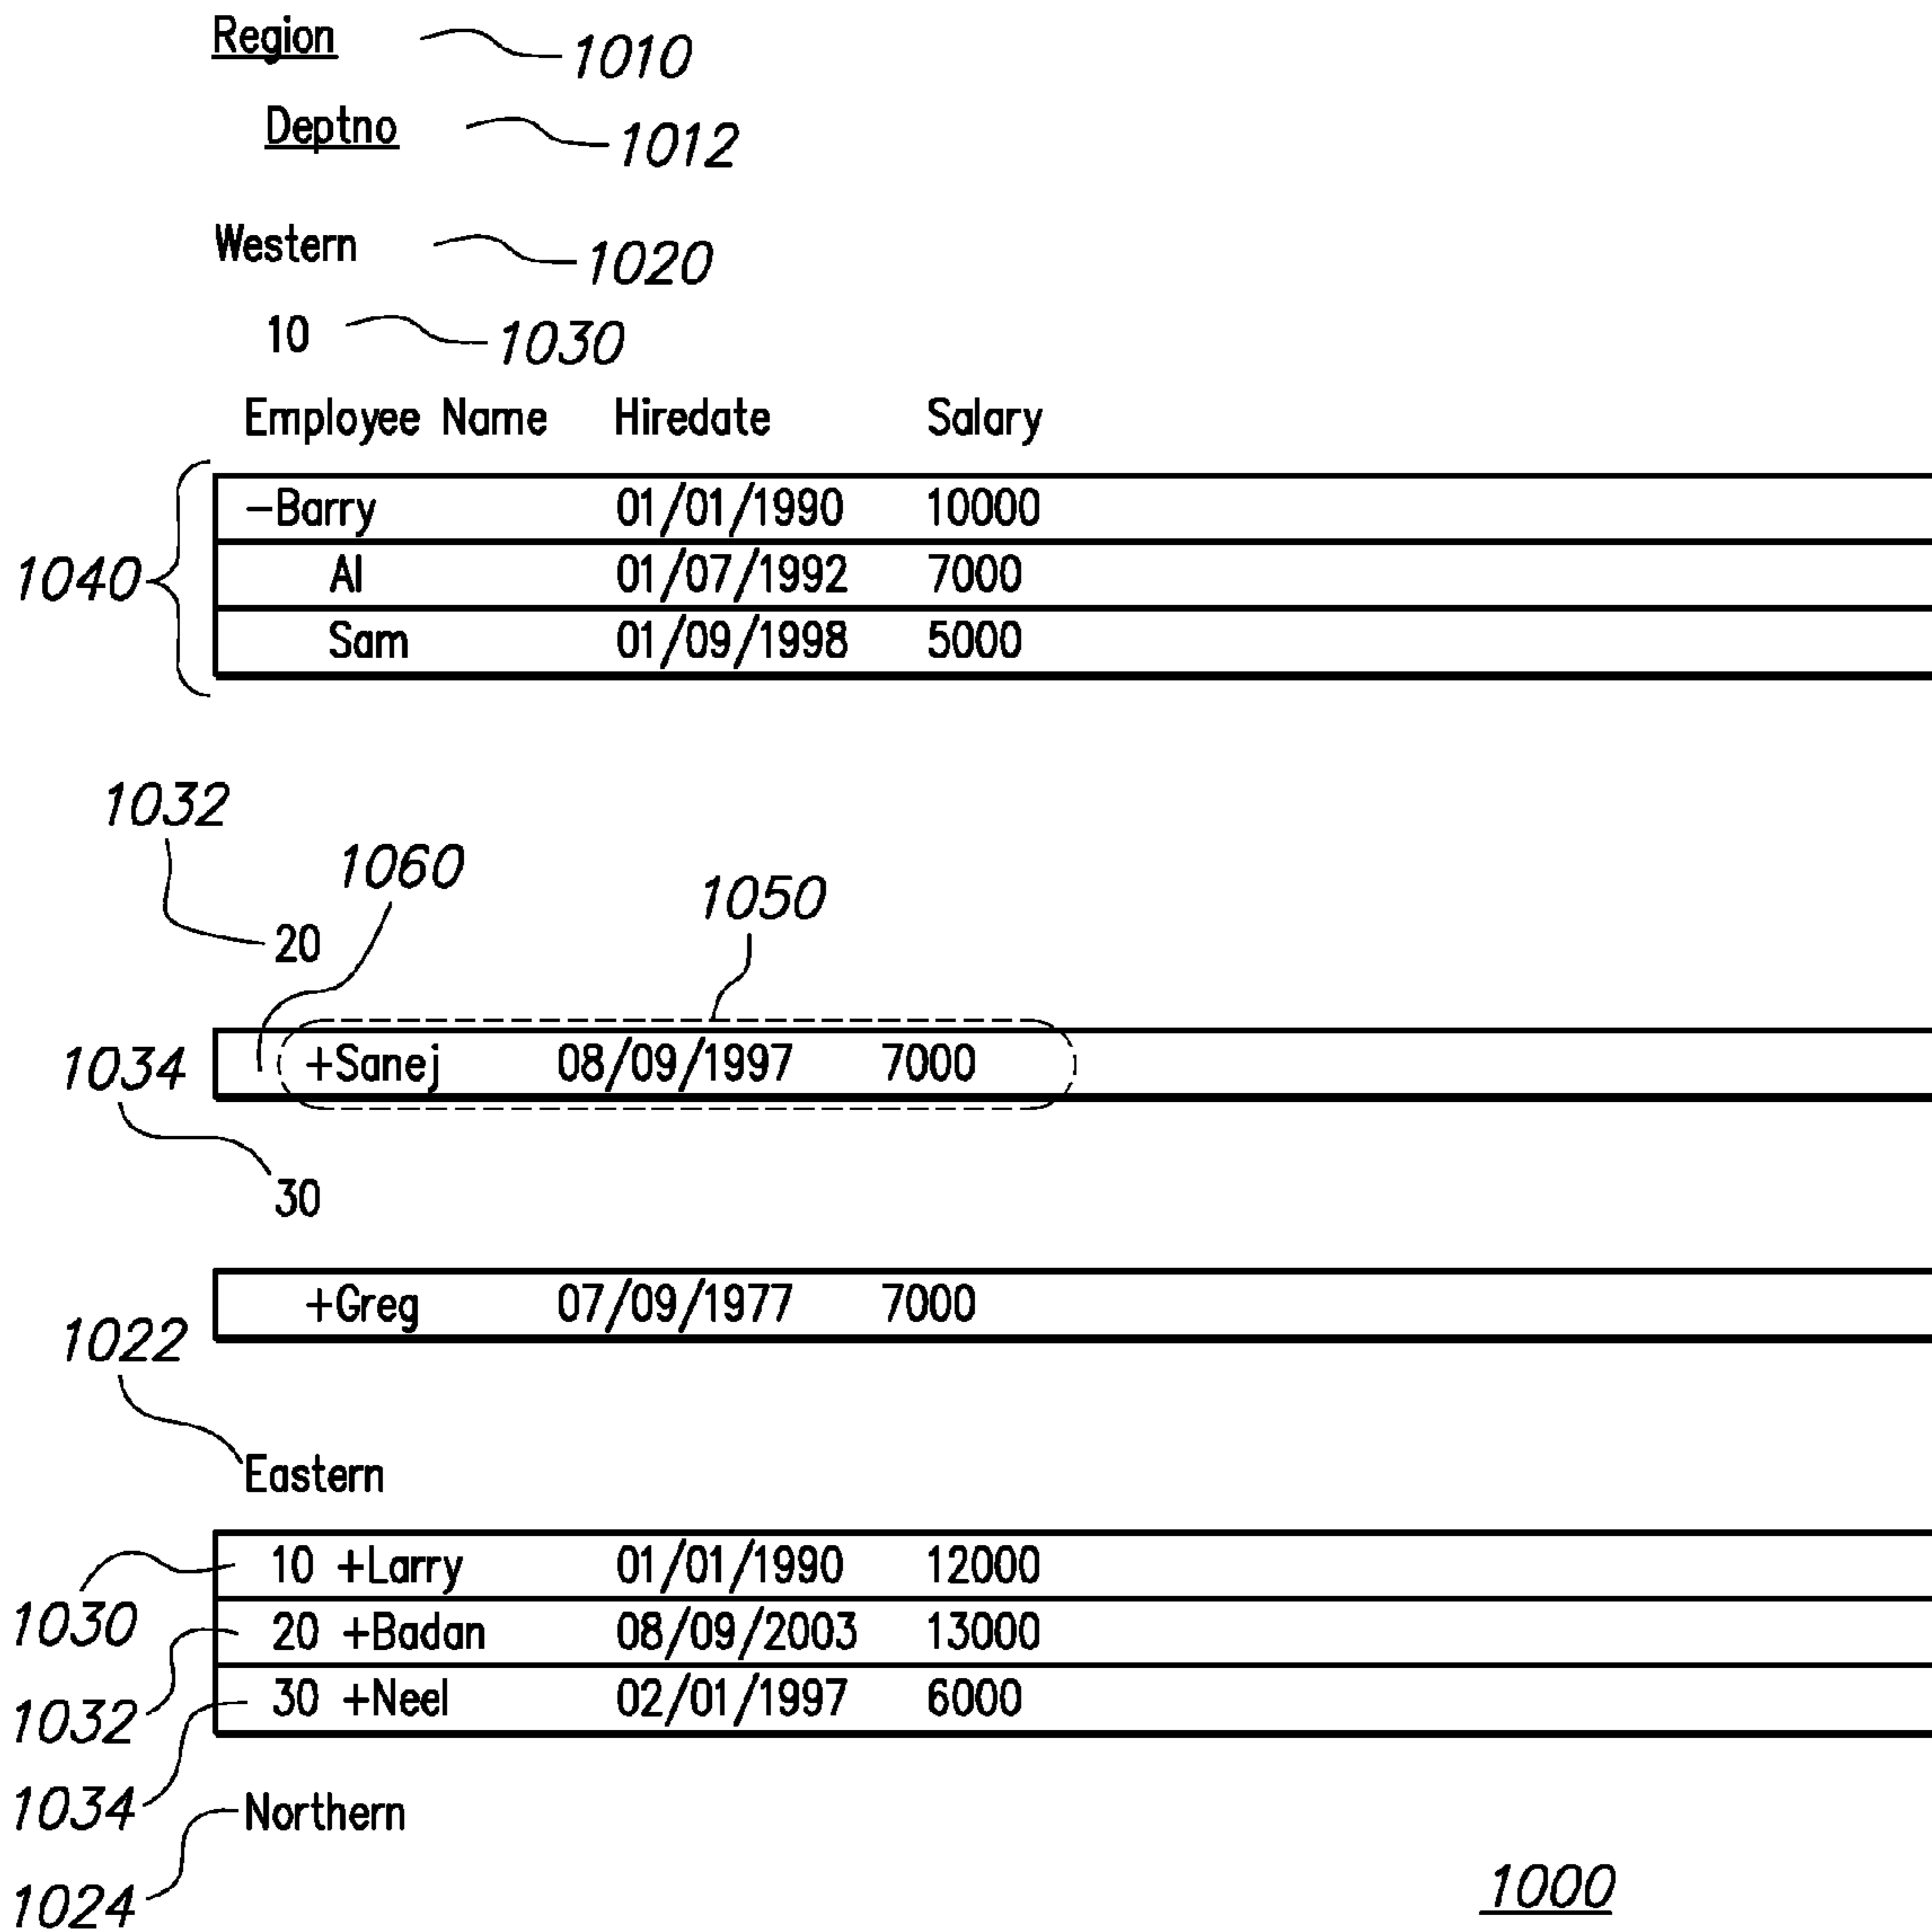 Region 1010
Deptno 1012
Western 1020
10 1030
Employee Name Hiredate Salary
-Barry 01/01/1990 10000
1040 Al 01/07/1992 7000
Sam 01/09/1998 5000
1032
1060
1050
20
1034 +Sanej 08/09/1997 7000
30
+Greg 07/09/1977 7000
1022
Eastern
10 +Larry 01/01/1990 12000
1030 20 +Badan 08/09/2003 13000
1032 30 +Neel 02/01/1997 6000
1034 Northern
1024 1000